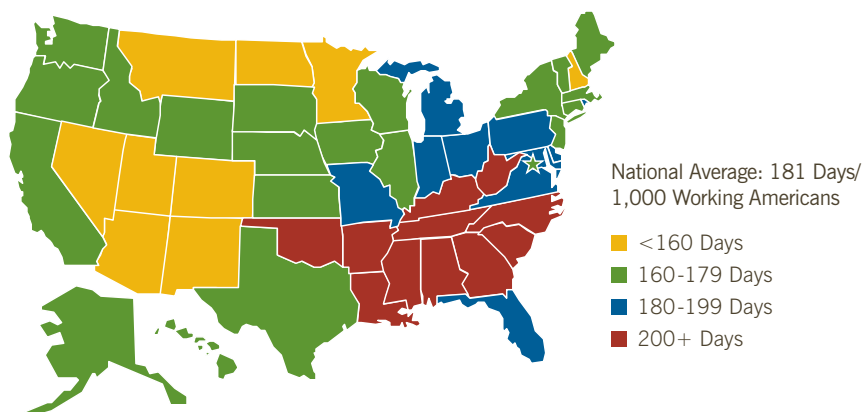 National Average: 181 Days/
1,000 Working Americans
<160 Days
160-179 Days
180-199 Days
200+ Days